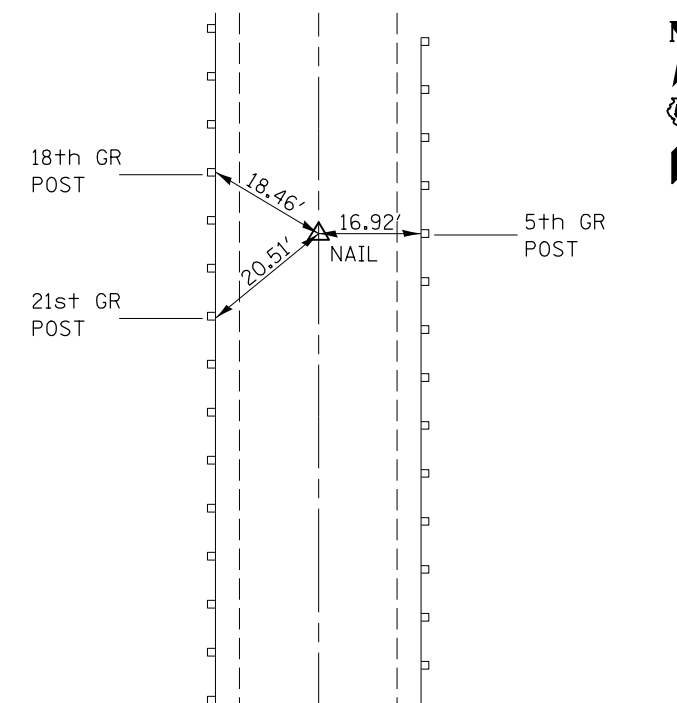 18th GR
POST
18.46'
16.92'
5th GR
POST
NAIL
20.51'
21st GR
POST